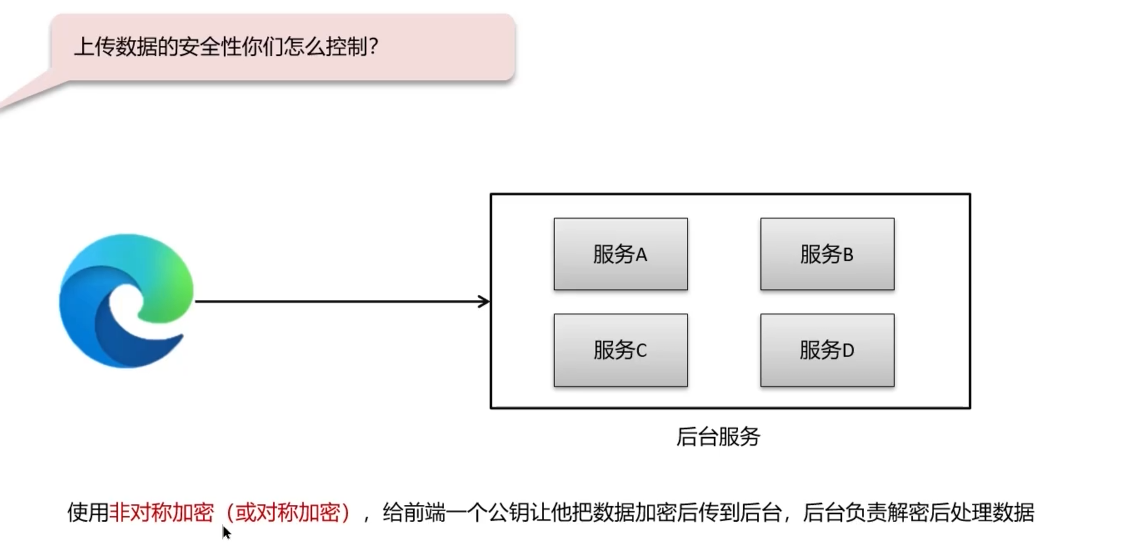 上传数据的安全性你们怎么控制？
服务A
服务B
服务C
服务D
后台服务
使用非对称加密（或对称加密），给前端一个公钥让他把数据加密后传到后台，后台负责解密后处理数据